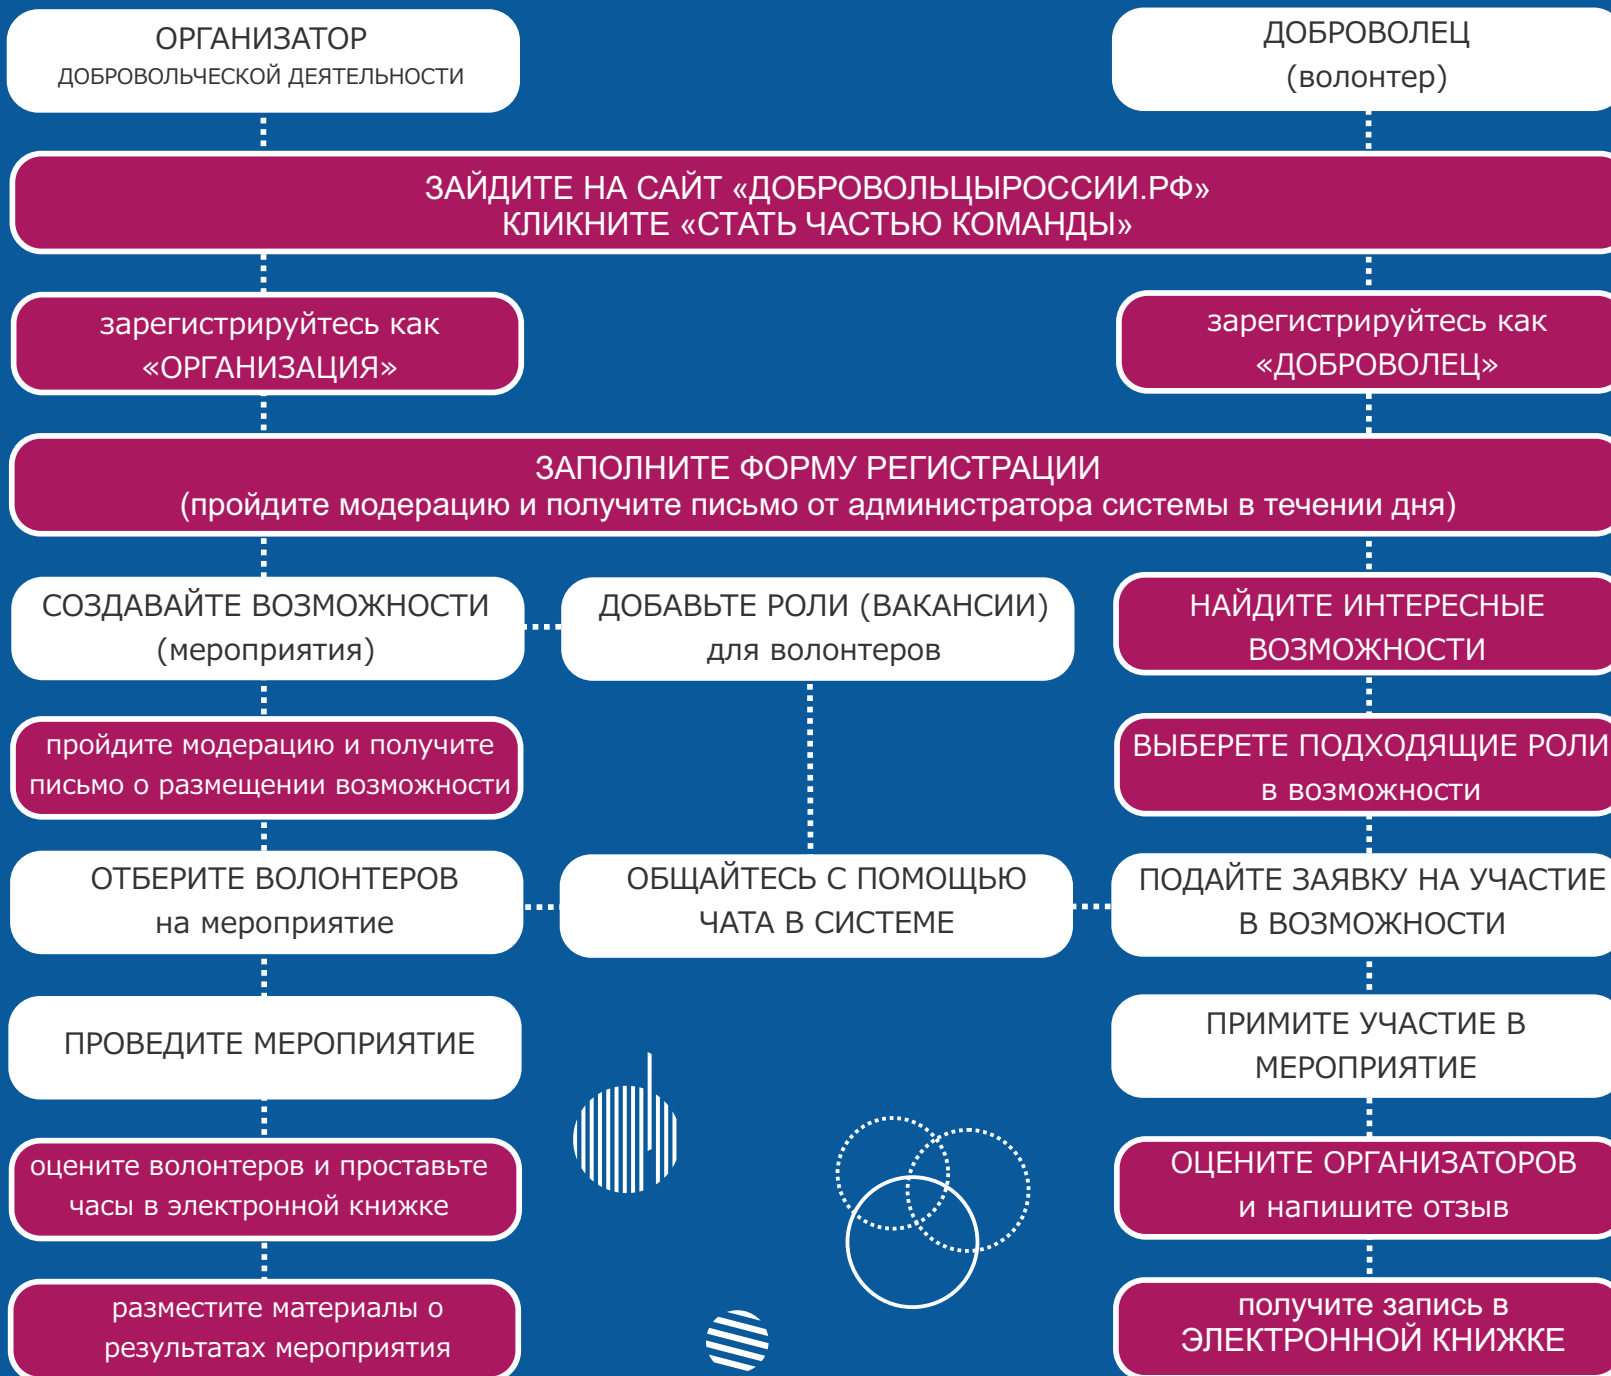 ОРГАНИЗАТОР
ДОБРОВОЛЬЧЕСКОЙ ДЕЯТЕЛЬНОСТИ
ДОБРОВОЛЕЦ
(волонтер)
ЗАЙДИТЕ НА САЙТ «ДОБРОВОЛЬЦЫРОССИИ.РФ»
КЛИКНИТЕ «СТАТЬ ЧАСТЬЮ КОМАНДЫ»
зарегистрируйтесь как
«ОРГАНИЗАЦИЯ»
зарегистрируйтесь как
«ДОБРОВОЛЕЦ»
ЗАПОЛНИТЕ ФОРМУ РЕГИСТРАЦИИ
(пройдите модерацию и получите письмо от администратора системы в течении дня)
СОЗДАВАЙТЕ ВОЗМОЖНОСТИ
(мероприятия)
ДОБАВЬТЕ РОЛИ (ВАКАНСИИ)
для волонтеров
НАЙДИТЕ ИНТЕРЕСНЫЕ
ВОЗМОЖНОСТИ
пройдите модерацию и получите
письмо о размещении возможности
ВЫБЕРЕТЕ ПОДХОДЯЩИЕ РОЛИ
в возможности
ОТБЕРИТЕ ВОЛОНТЕРОВ
на мероприятие
ОБЩАЙТЕСЬ С ПОМОЩЬЮ
ЧАТА В СИСТЕМЕ
ПОДАЙТЕ ЗАЯВКУ НА УЧАСТИЕ
В ВОЗМОЖНОСТИ
ПРОВЕДИТЕ МЕРОПРИЯТИЕ
ПРИМИТЕ УЧАСТИЕ В
МЕРОПРИЯТИЕ
оцените волонтеров и проставьте
часы в электронной книжке
ОЦЕНИТЕ ОРГАНИЗАТОРОВ
и напишите отзыв
разместите материалы о
результатах мероприятия
получите запись в
ЭЛЕКТРОННОЙ КНИЖКЕ